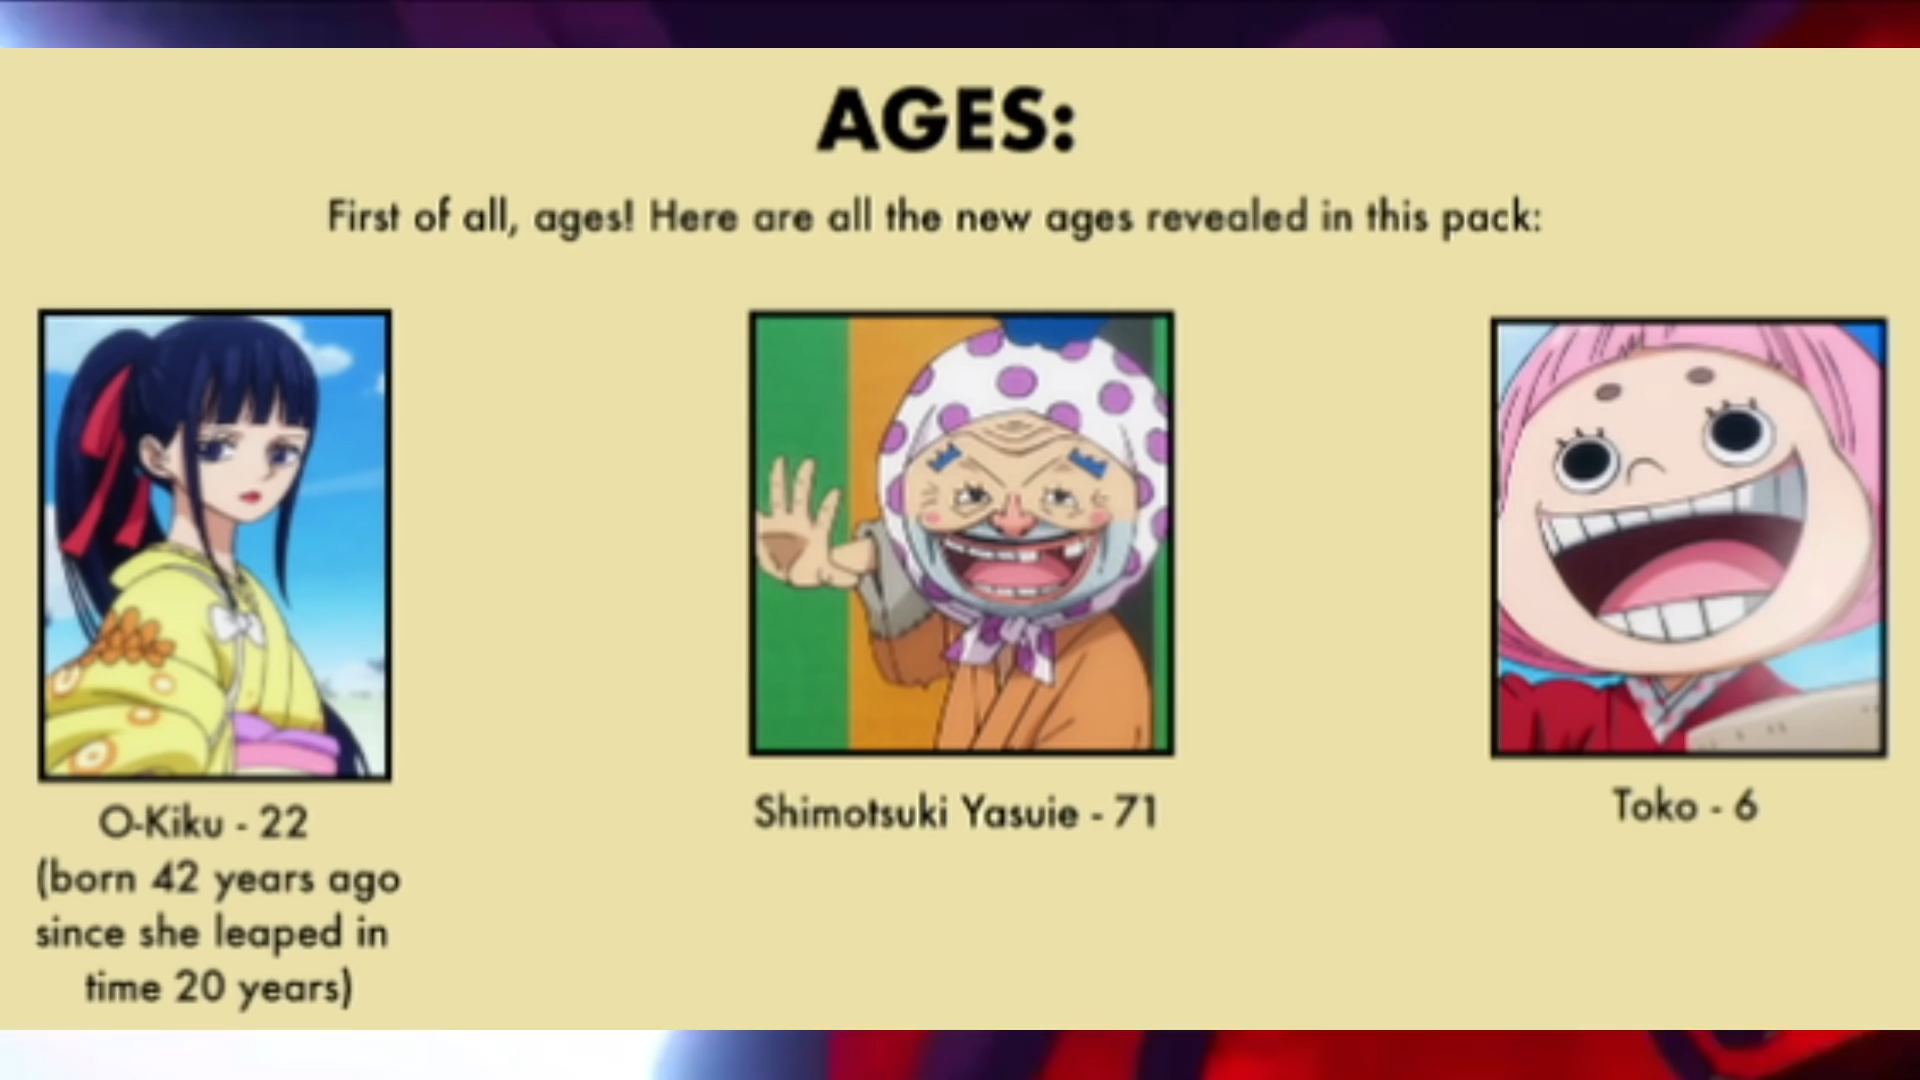 AGES:
First of all, ages! Here are all the new ages revealed in this pack:
O-Kiku - 22
(born 42 years ago
since she leaped in
time 20 years)
Shimotsuki Yasuie - 71
Toko - 6